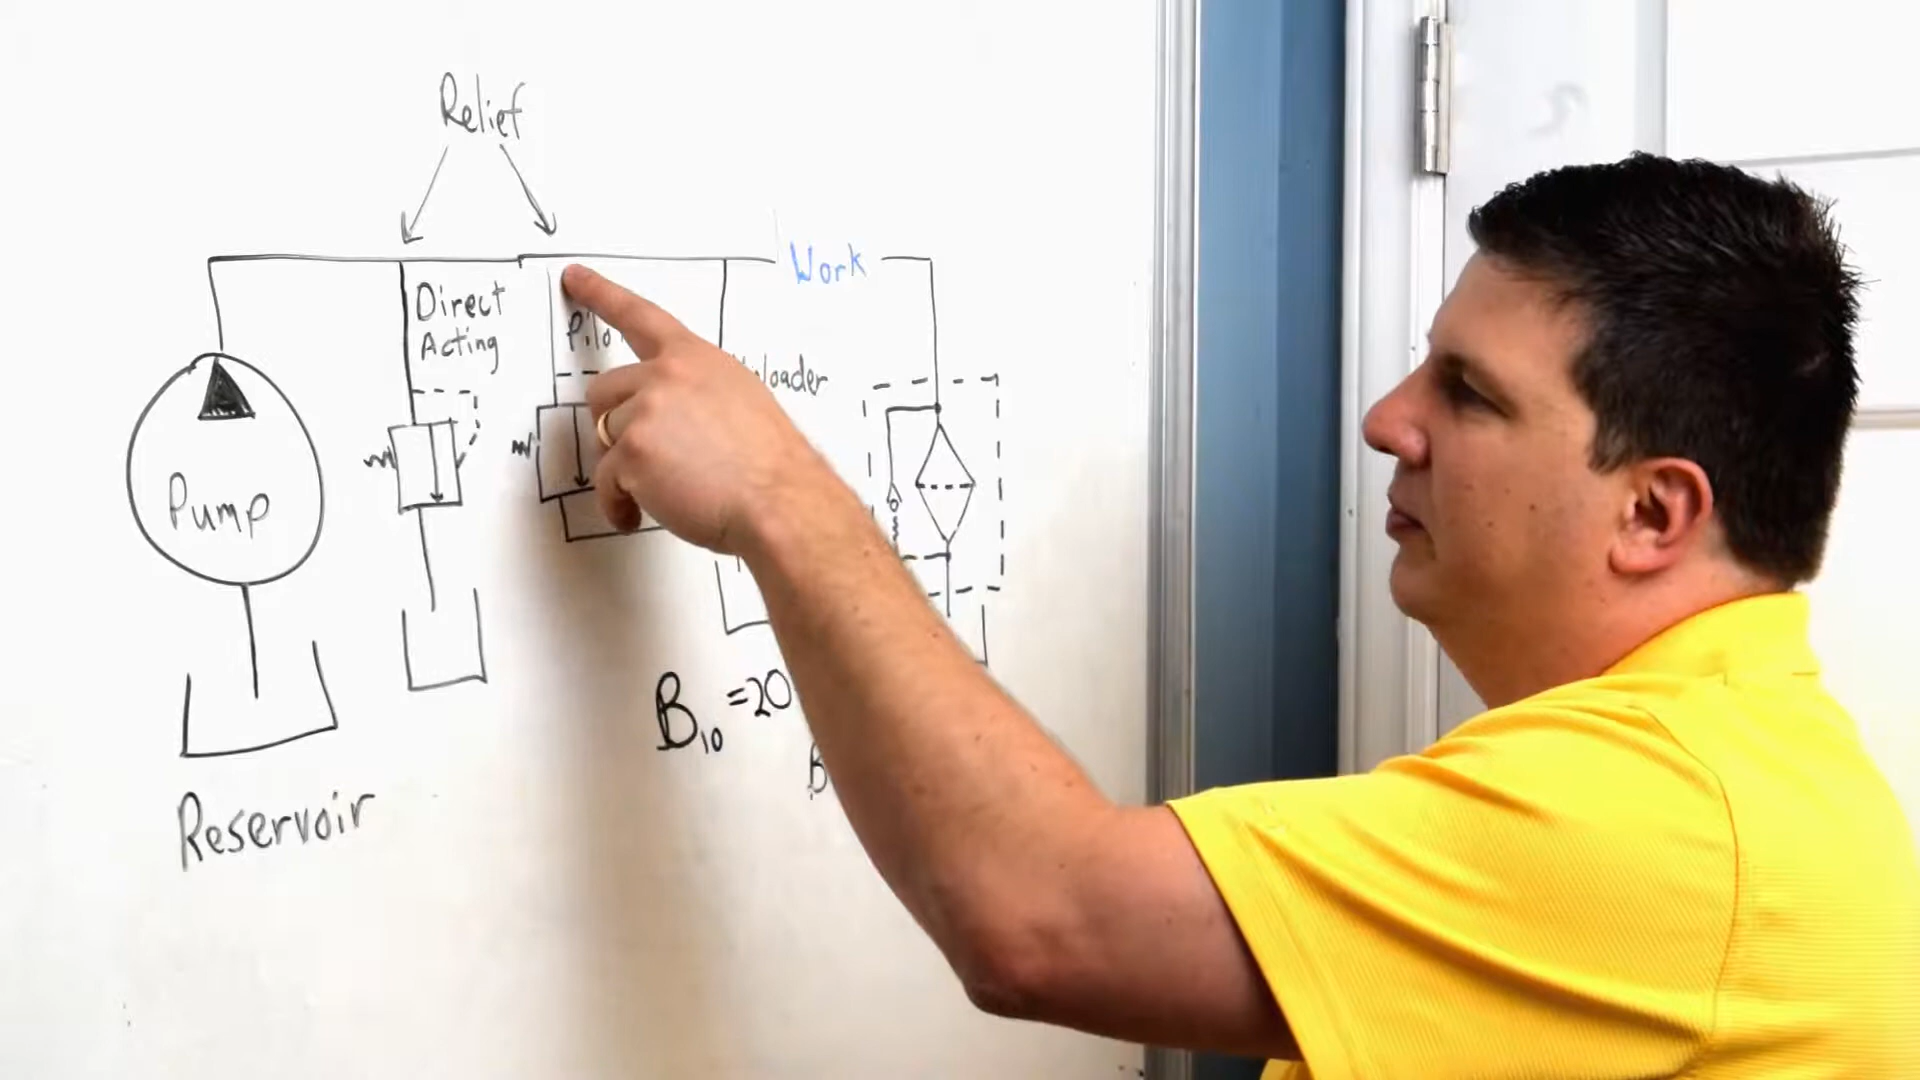 Relief
Work
Direct
Acting
Pump
B10 =20
B
Reservoir